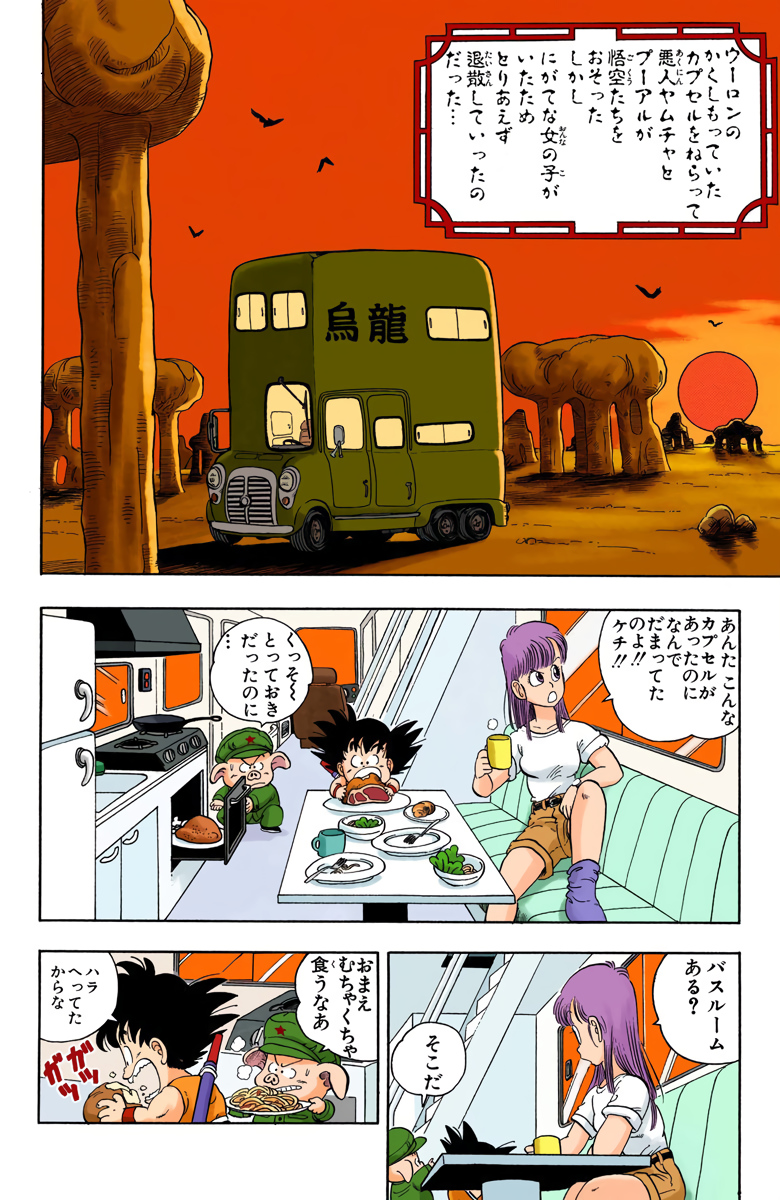 ウーロンの
かくしもっていた
カプセルをねらって
悪人ヤムチャと
プーアルが
悟空たちを
おそった
しかし
にがてな女の子が
いたため
とりあえず
退散していったの
だった…
烏龍
あんた こんな
カプセルが
あったのに
なんで
だまってた
のよ!!
ケチ!!
くっそ〜
とっておき
だったのに
…
バスルーム
ある?
そこだ
おまえ
むちゃくちゃ
食うなあ
ハラ
へってた
からな
ガッ
ガッ